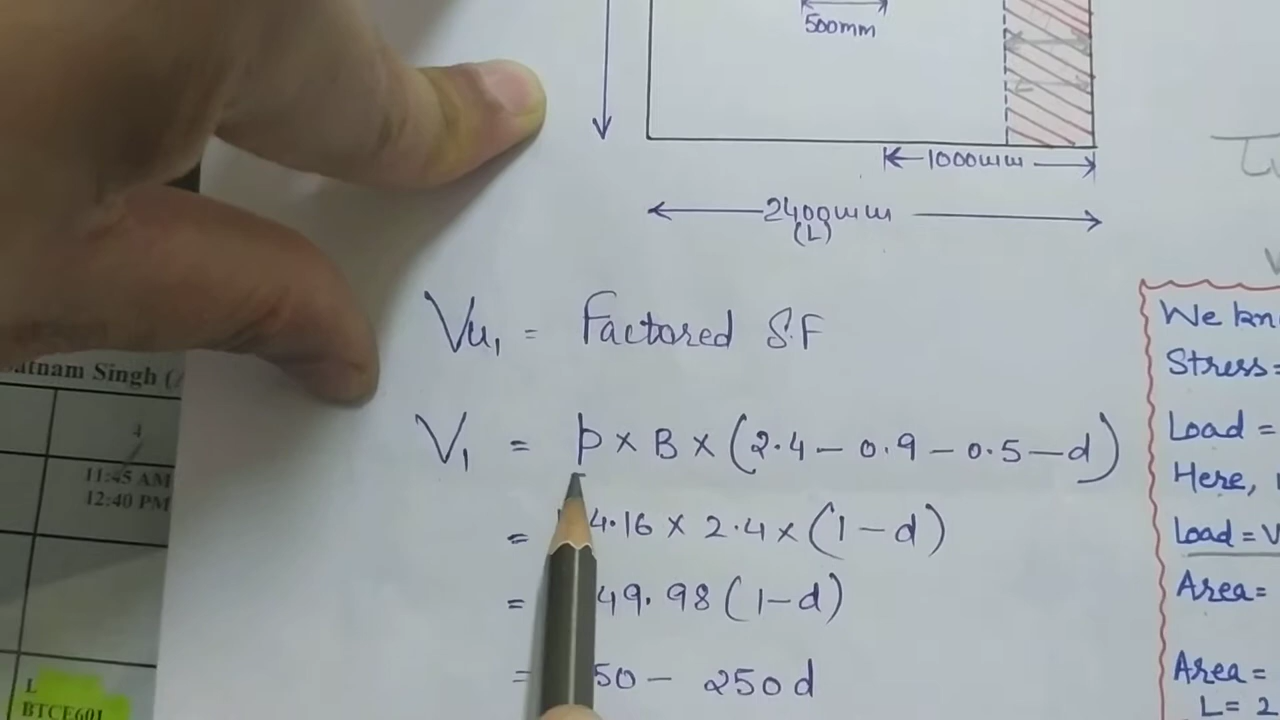 500mm
1000mm
2400mm
(L)
Vu₁ = Factored S.F
V₁ = p × B × (2.4 – 0.9 – 0.5 – d)
= 4.16 × 2.4 × (1 – d)
= 49.98 (1 – d)
= 50 – 250d
We
Stress=
Load =
Here,
Load = V
Area=
Area =
L= 2
Singh (
4
11:45 AM
12:40 PM
L
BTCE601